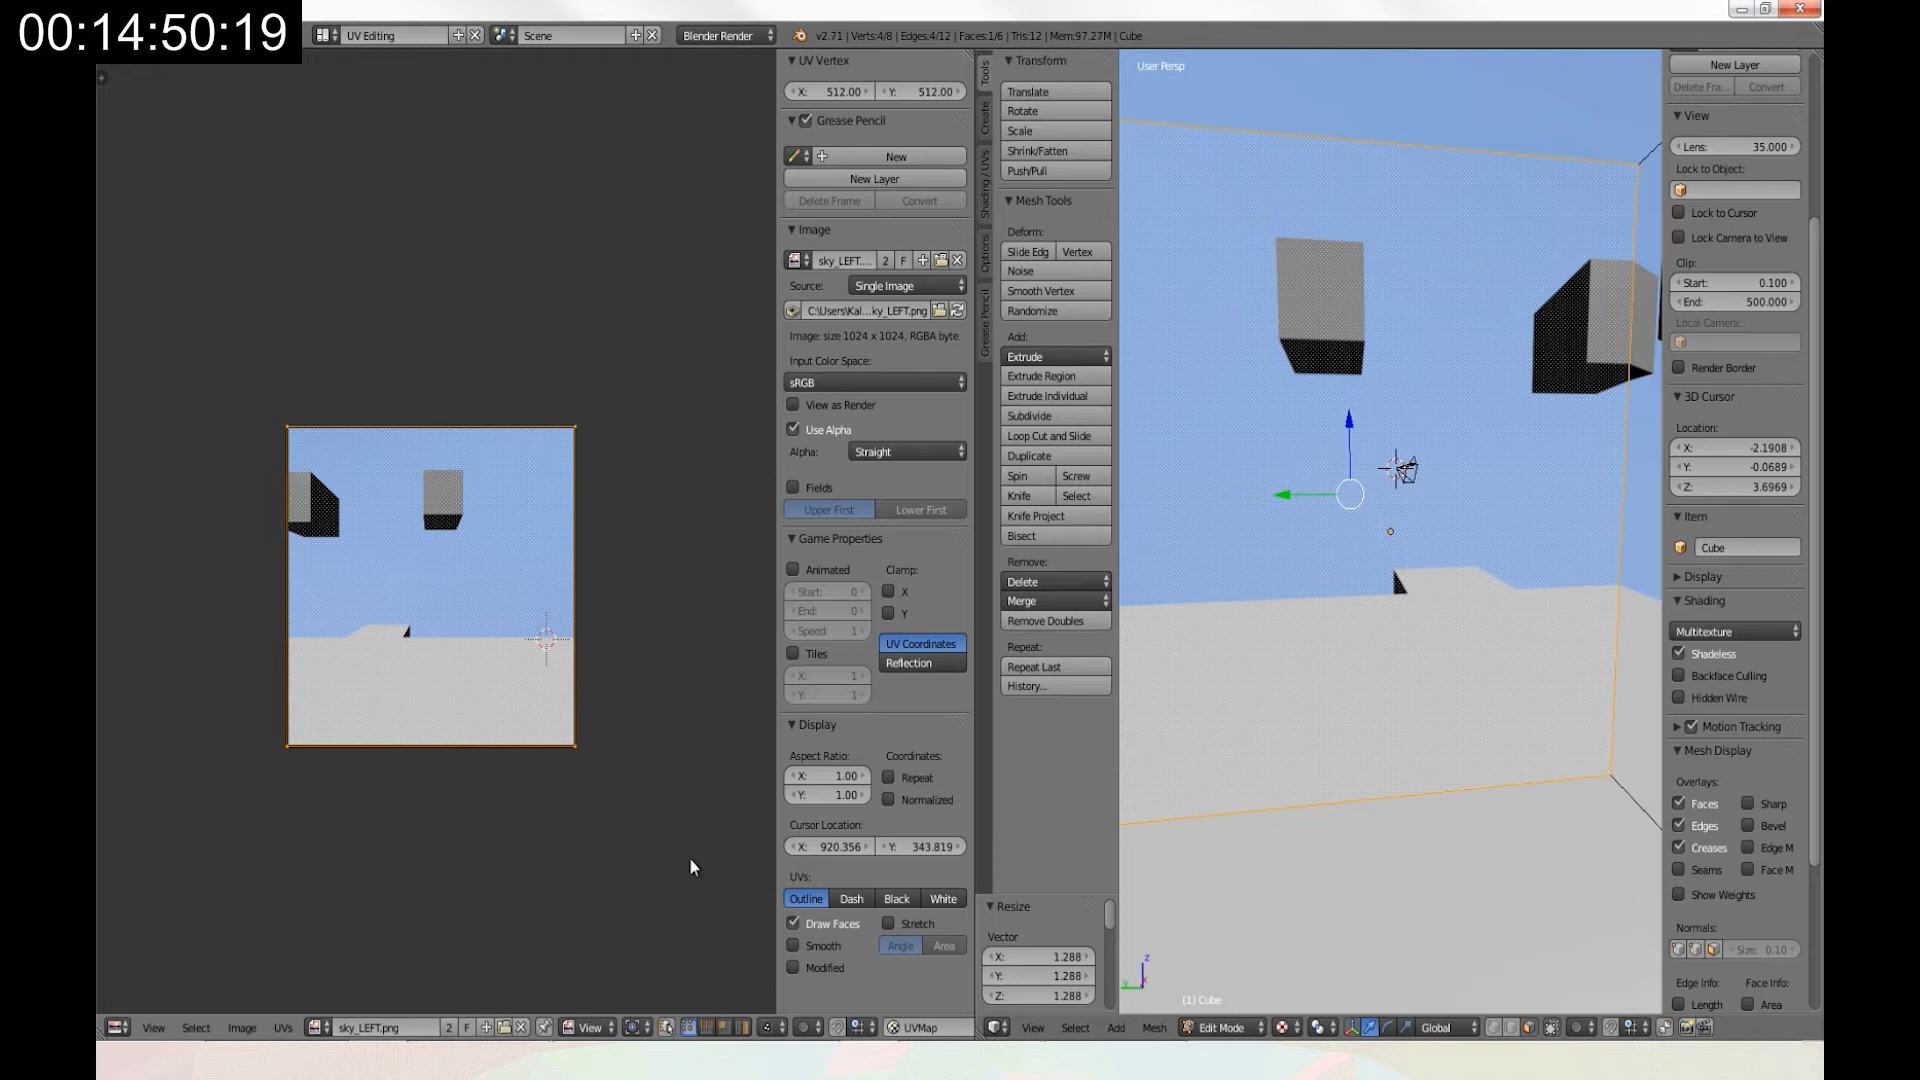 00:14:50:19
UV Editing
Scene
Blender Render
v2.71 | Verts:4/8 | Edges:4/12 | Faces:1/6 | Tris:12 | Mem:97.27M | Cube
UV Vertex
X: 512.00
Y: 512.00
Grease Pencil
New
New Layer
Delete Frame
Convert
Image
sky_LEFT....
2
F
Source:
Single Image
C:\Users\Kal...ky_LEFT.png
Image: size 1024 x 1024, RGBA byte
Input Color Space:
sRGB
View as Render
Use Alpha
Alpha:
Straight
Fields
Upper First
Lower First
Game Properties
Animated
Clamp:
Start: 0
X
End: 0
Y
Speed: 1
UV Coordinates
Tiles
Reflection
X: 1
Y: 1
Display
Aspect Ratio:
Coordinates:
X: 1.00
Repeat
Y: 1.00
Normalized
Cursor Location:
X: 920.356
Y: 343.819
UVs:
Outline
Dash
Black
White
Draw Faces
Stretch
Smooth
Angle
Area
Modified
Tools
Create
Shading / UVs
Options
Grease Pencil
Transform
Translate
Rotate
Scale
Shrink/Fatten
Push/Pull
Mesh Tools
Deform:
Slide Edg
Vertex
Noise
Smooth Vertex
Randomize
Add:
Extrude
Extrude Region
Extrude Individual
Subdivide
Loop Cut and Slide
Duplicate
Spin
Screw
Knife
Select
Knife Project
Bisect
Remove:
Delete
Merge
Remove Doubles
Repeat:
Repeat Last
History...
Resize
Vector
X: 1.288
Y: 1.288
Z: 1.288
User Persp
z
y
(1) Cube
New Layer
Delete Fra...
Convert
View
Lens: 35.000
Lock to Object:
Lock to Cursor
Lock Camera to View
Clip:
Start: 0.100
End: 500.000
Local Camera:
Render Border
3D Cursor
Location:
X: -2.1908
Y: -0.0689
Z: 3.6969
Item
Cube
Display
Shading
Multitexture
Shadeless
Backface Culling
Hidden Wire
Motion Tracking
Mesh Display
Overlays:
Faces
Sharp
Edges
Bevel
Creases
Edge M
Seams
Face M
Show Weights
Normals:
Size: 0.10
Edge Info:
Face Info:
Length
Area
View
Select
Image
UVs
sky_LEFT.png
2
F
View
UVMap
View
Select
Add
Mesh
Edit Mode
Global